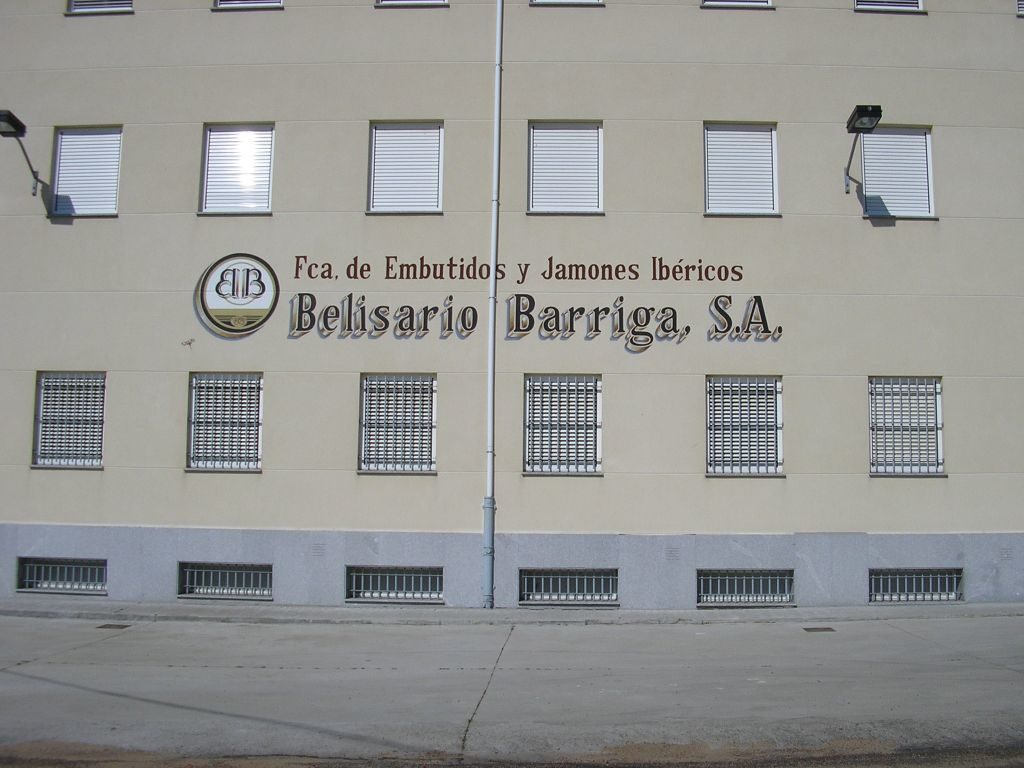 Fca. de Embutidos y Jamones Ibéricos
BB
Belisario Barriga, S.A.